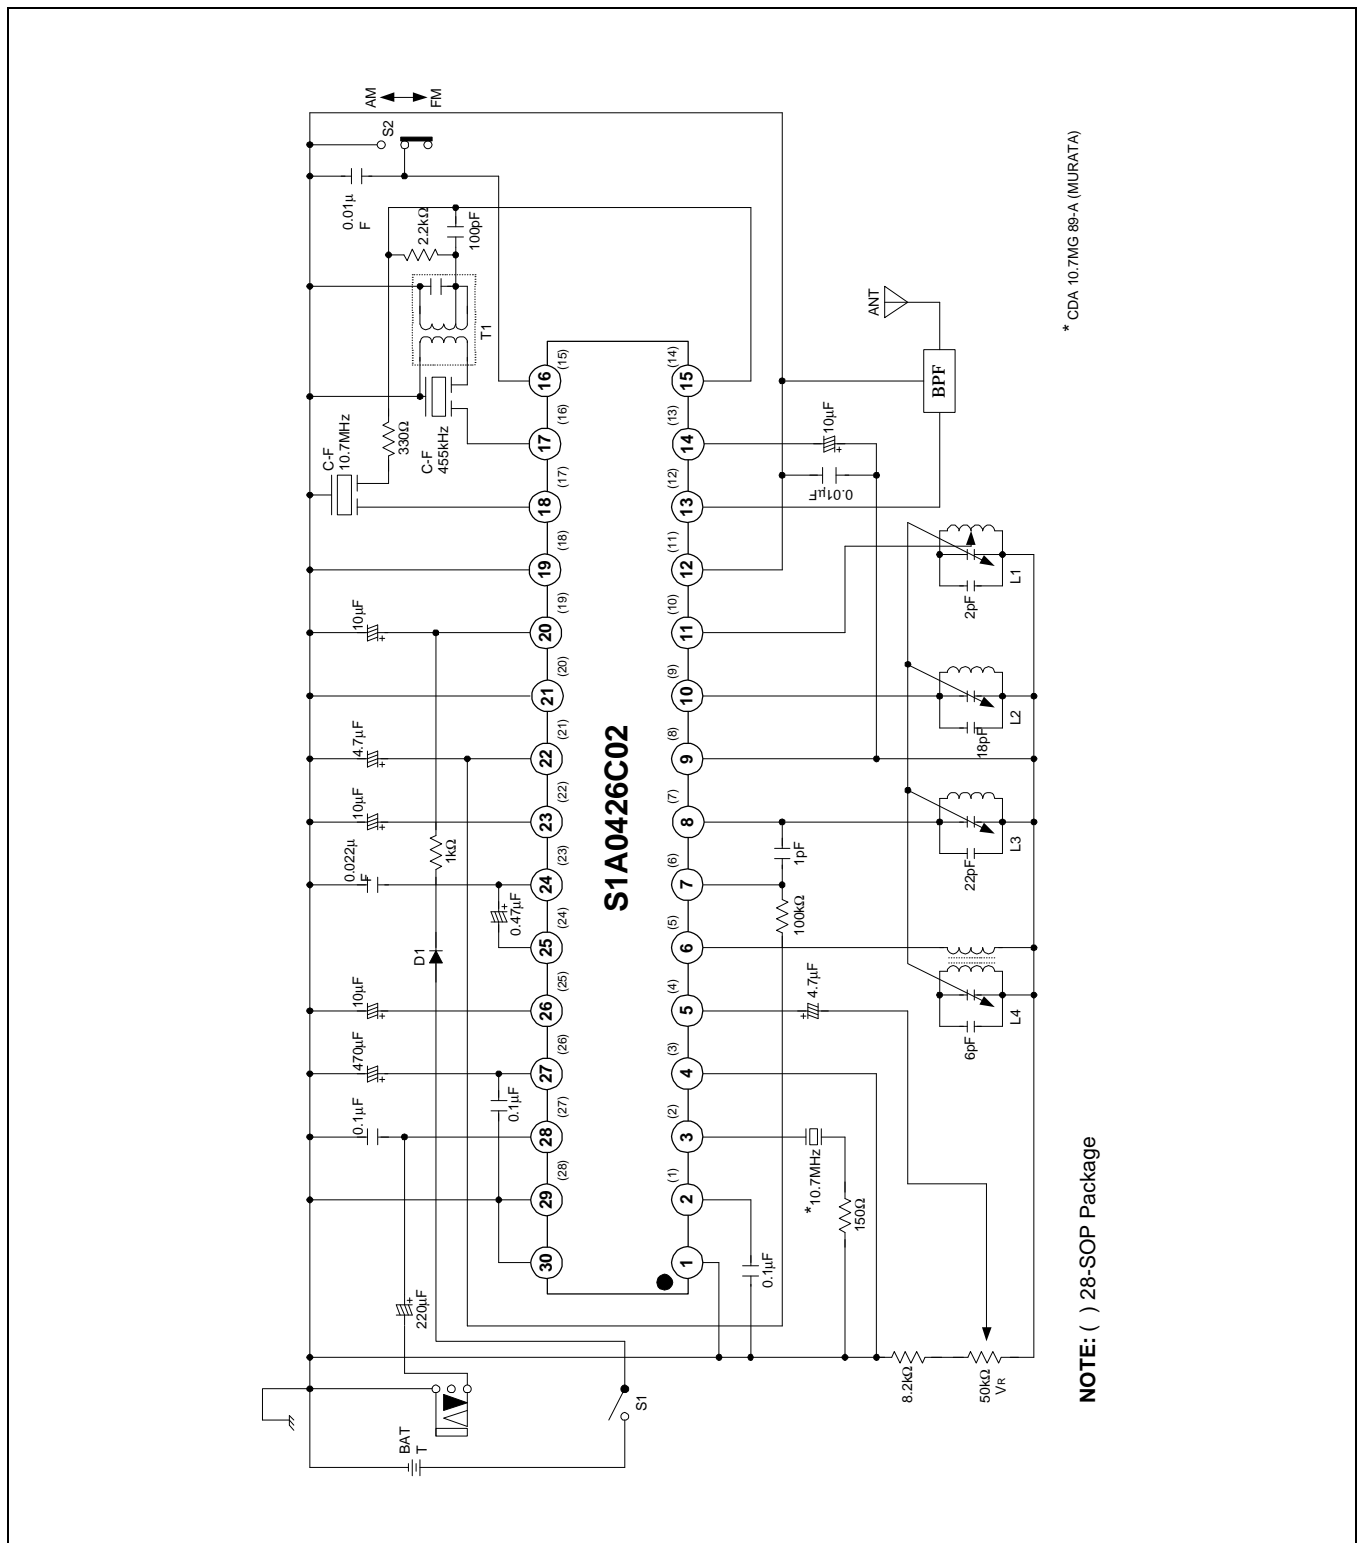 AM
FM
S2
0.01µ
F
2.2kΩ
100pF
T1
C-F
10.7MHz
330Ω
C-F
455kHz
10µF
4.7µF
10µF
1kΩ
0.022µ
F
0.47µF
D1
10µF
470µF
0.1µF
0.1µF
220µF
BAT
T
S1
16
(15)
17
(16)
18
(17)
19
(18)
20
(19)
21
(20)
22
(21)
23
(22)
24
(23)
25
(24)
26
(25)
27
(26)
28
(27)
29
(28)
30
S1A0426C02
15
(14)
14
(13)
13
(12)
12
(11)
11
(10)
10
(9)
9
(8)
8
(7)
7
(6)
6
(5)
5
(4)
4
(3)
3
(2)
2
(1)
1
10µF
0.01µF
ANT
BPF
* CDA 10.7MG 89-A (MURATA)
2pF
L1
18pF
L2
1pF
22pF
L3
100kΩ
4.7µF
6pF
L4
*10.7MHz
150Ω
0.1µF
8.2kΩ
50kΩ
VR
NOTE: ( ) 28-SOP Package